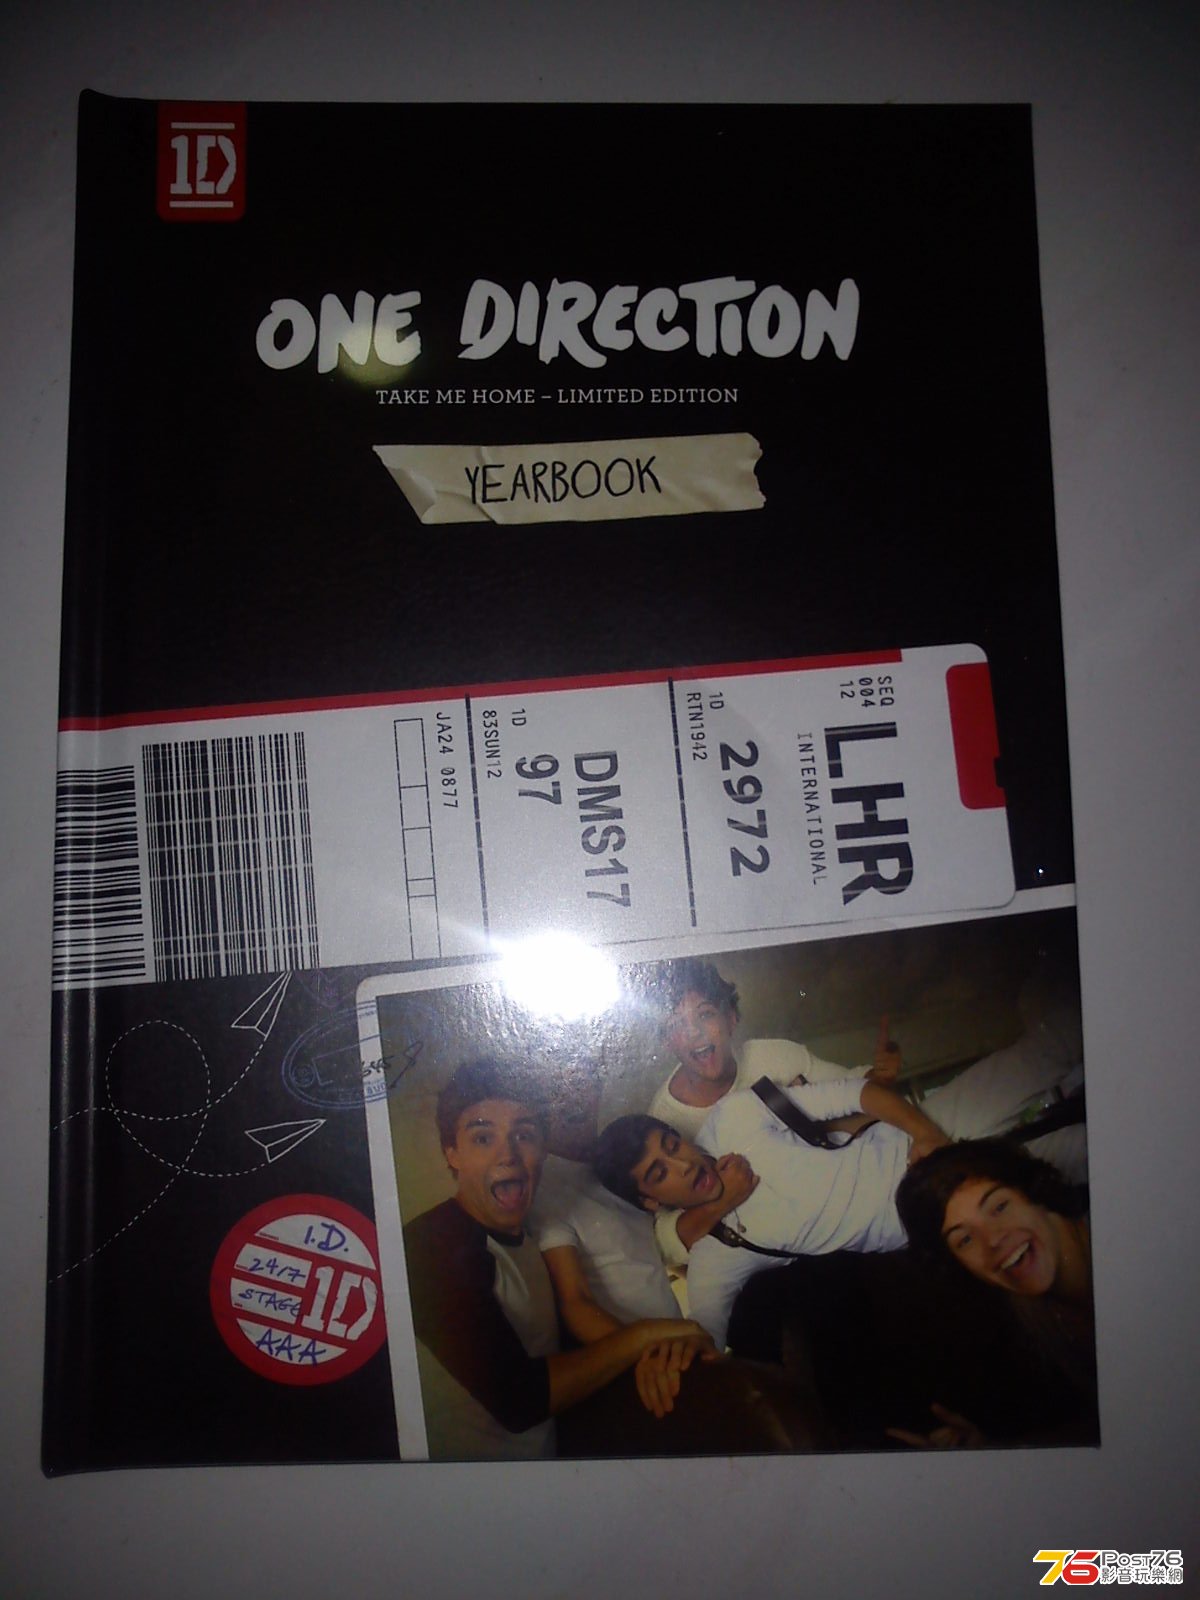 1D
ONE DIRECTION
TAKE ME HOME – LIMITED EDITION
YEARBOOK
SEQ
004
12
LHR
INTERNATIONAL
1D
RTN1942
2972
DMS17
1D
97
83SUN12
JA24 0877
I.D.
24/7
STAGE
1D
AAA
76 POST76
影音玩樂網